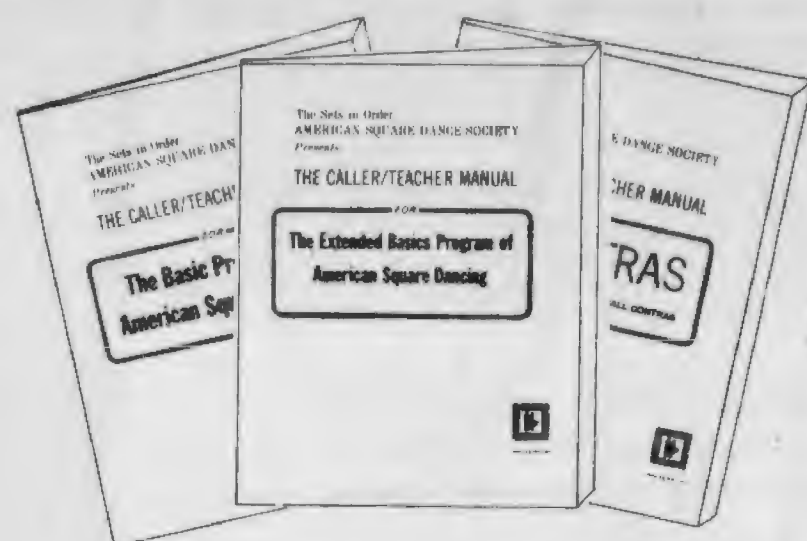 The Sets in Order
AMERICAN SQUARE DAN
Presents
THE CALLER/TEACH
FOR
The Basic Pr
American Squ
The Sets in Order
AMERICAN SQUARE DANCE SOCIETY
Presents
THE CALLER/TEACHER MANUAL
FOR
The Extended Basics Program of
American Square Dancing
E DANCE SOCIETY
CHER MANUAL
TRAS
ALL CONTRAS